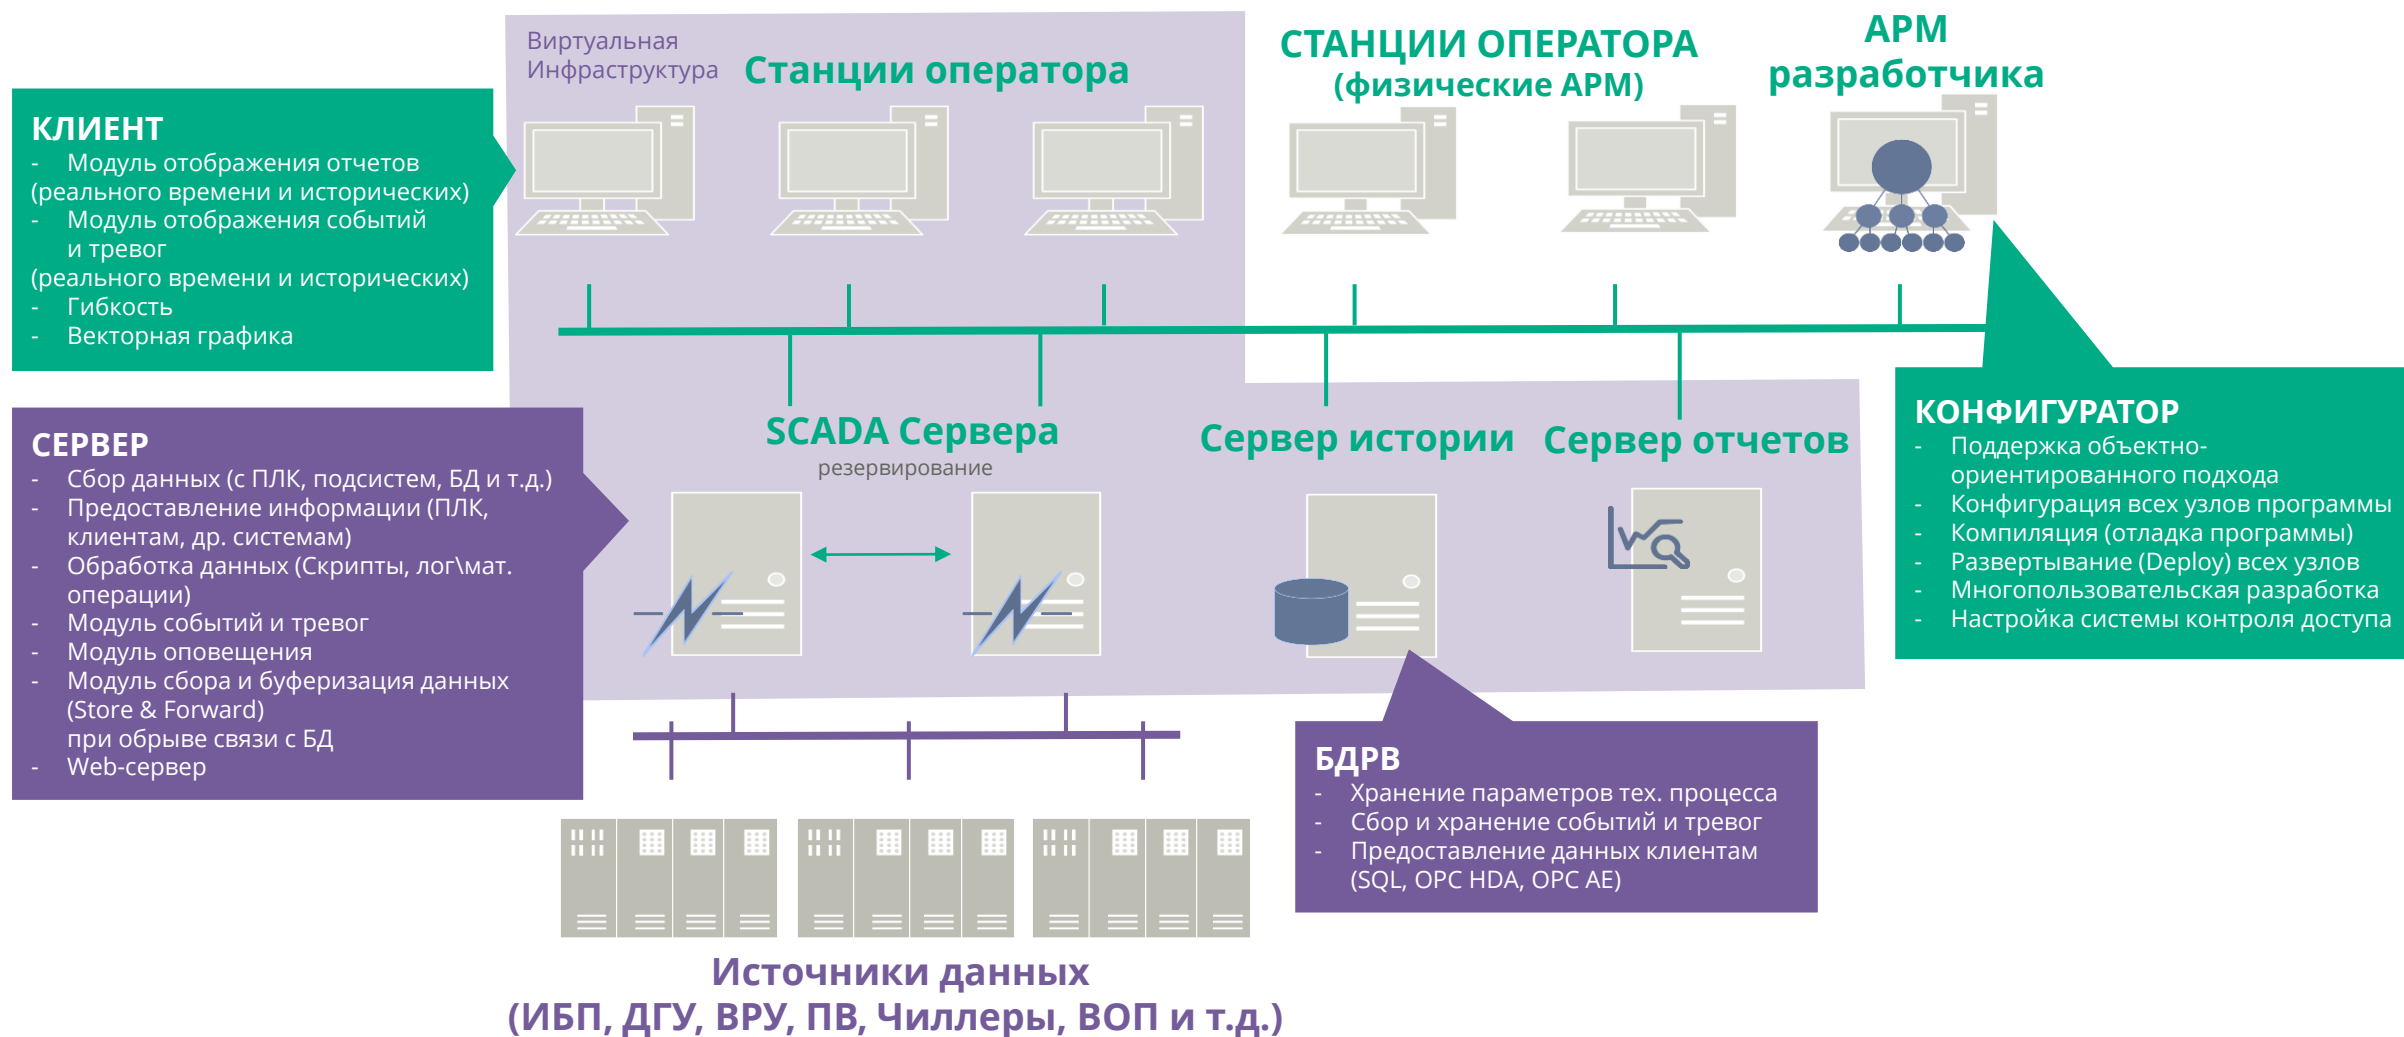 Виртуальная
Инфраструктура
Станции оператора
СТАНЦИИ ОПЕРАТОРА
(физические АРМ)
АРМ
разработчика
КЛИЕНТ
- Модуль отображения отчетов
(реального времени и исторических)
- Модуль отображения событий
и тревог
(реального времени и исторических)
- Гибкость
- Векторная графика
СЕРВЕР
- Сбор данных (с ПЛК, подсистем, БД и т.д.)
- Предоставление информации (ПЛК,
клиентам, др. системам)
- Обработка данных (Скрипты, лог\мат.
операции)
- Модуль событий и тревог
- Модуль оповещения
- Модуль сбора и буферизация данных
(Store & Forward)
при обрыве связи с БД
- Web-сервер
SCADA Сервера
резервирование
Сервер истории
Сервер отчетов
КОНФИГУРАТОР
- Поддержка объектно-
ориентированного подхода
- Конфигурация всех узлов программы
- Компиляция (отладка программы)
- Развертывание (Deploy) всех узлов
- Многопользовательская разработка
- Настройка системы контроля доступа
БДРВ
- Хранение параметров тех. процесса
- Сбор и хранение событий и тревог
- Предоставление данных клиентам
(SQL, OPC HDA, OPC AE)
Источники данных
(ИБП, ДГУ, ВРУ, ПВ, Чиллеры, ВОП и т.д.)